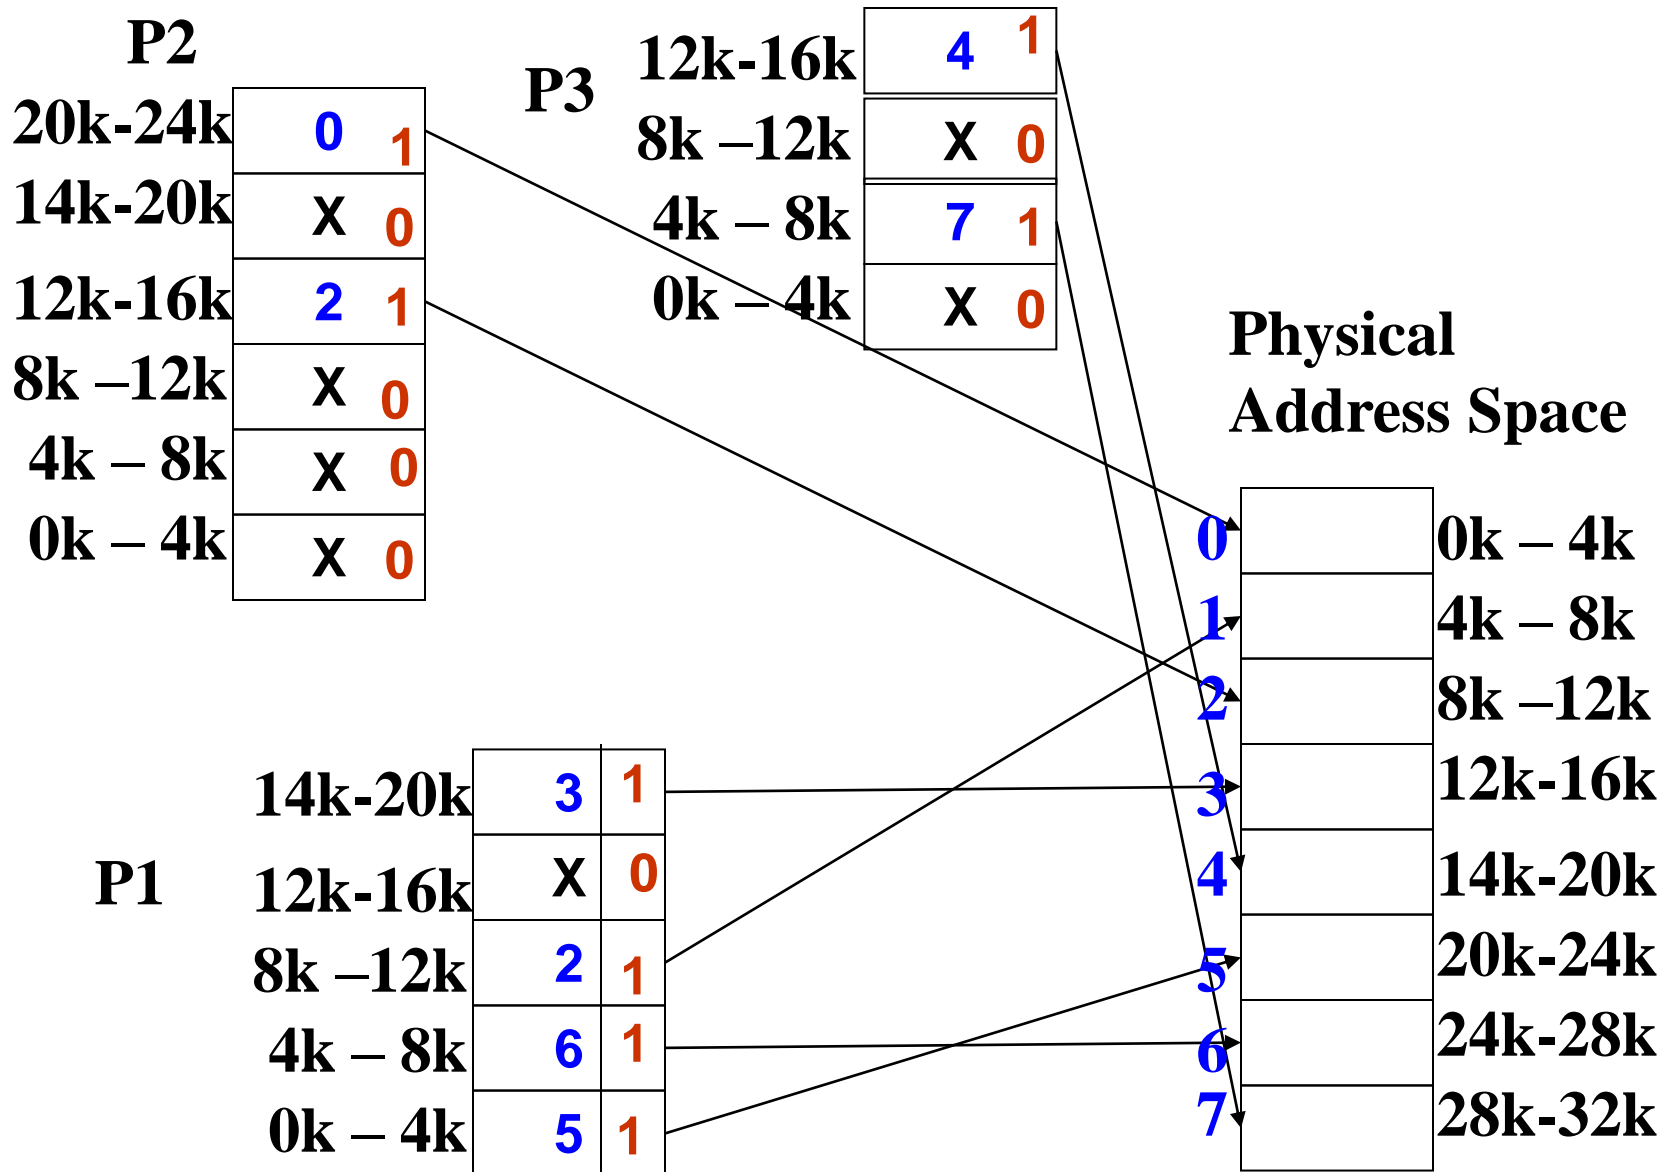 P2
20k-24k 0 1
14k-20k X 0
12k-16k 2 1
8k –12k X 0
4k – 8k X 0
0k – 4k X 0
P3
12k-16k 4 1
8k –12k X 0
4k – 8k 7 1
0k – 4k X 0
P1
14k-20k 3 1
12k-16k X 0
8k –12k 2 1
4k – 8k 6 1
0k – 4k 5 1
Physical
Address Space
0 0k – 4k
1 4k – 8k
2 8k –12k
3 12k-16k
4 14k-20k
5 20k-24k
6 24k-28k
7 28k-32k